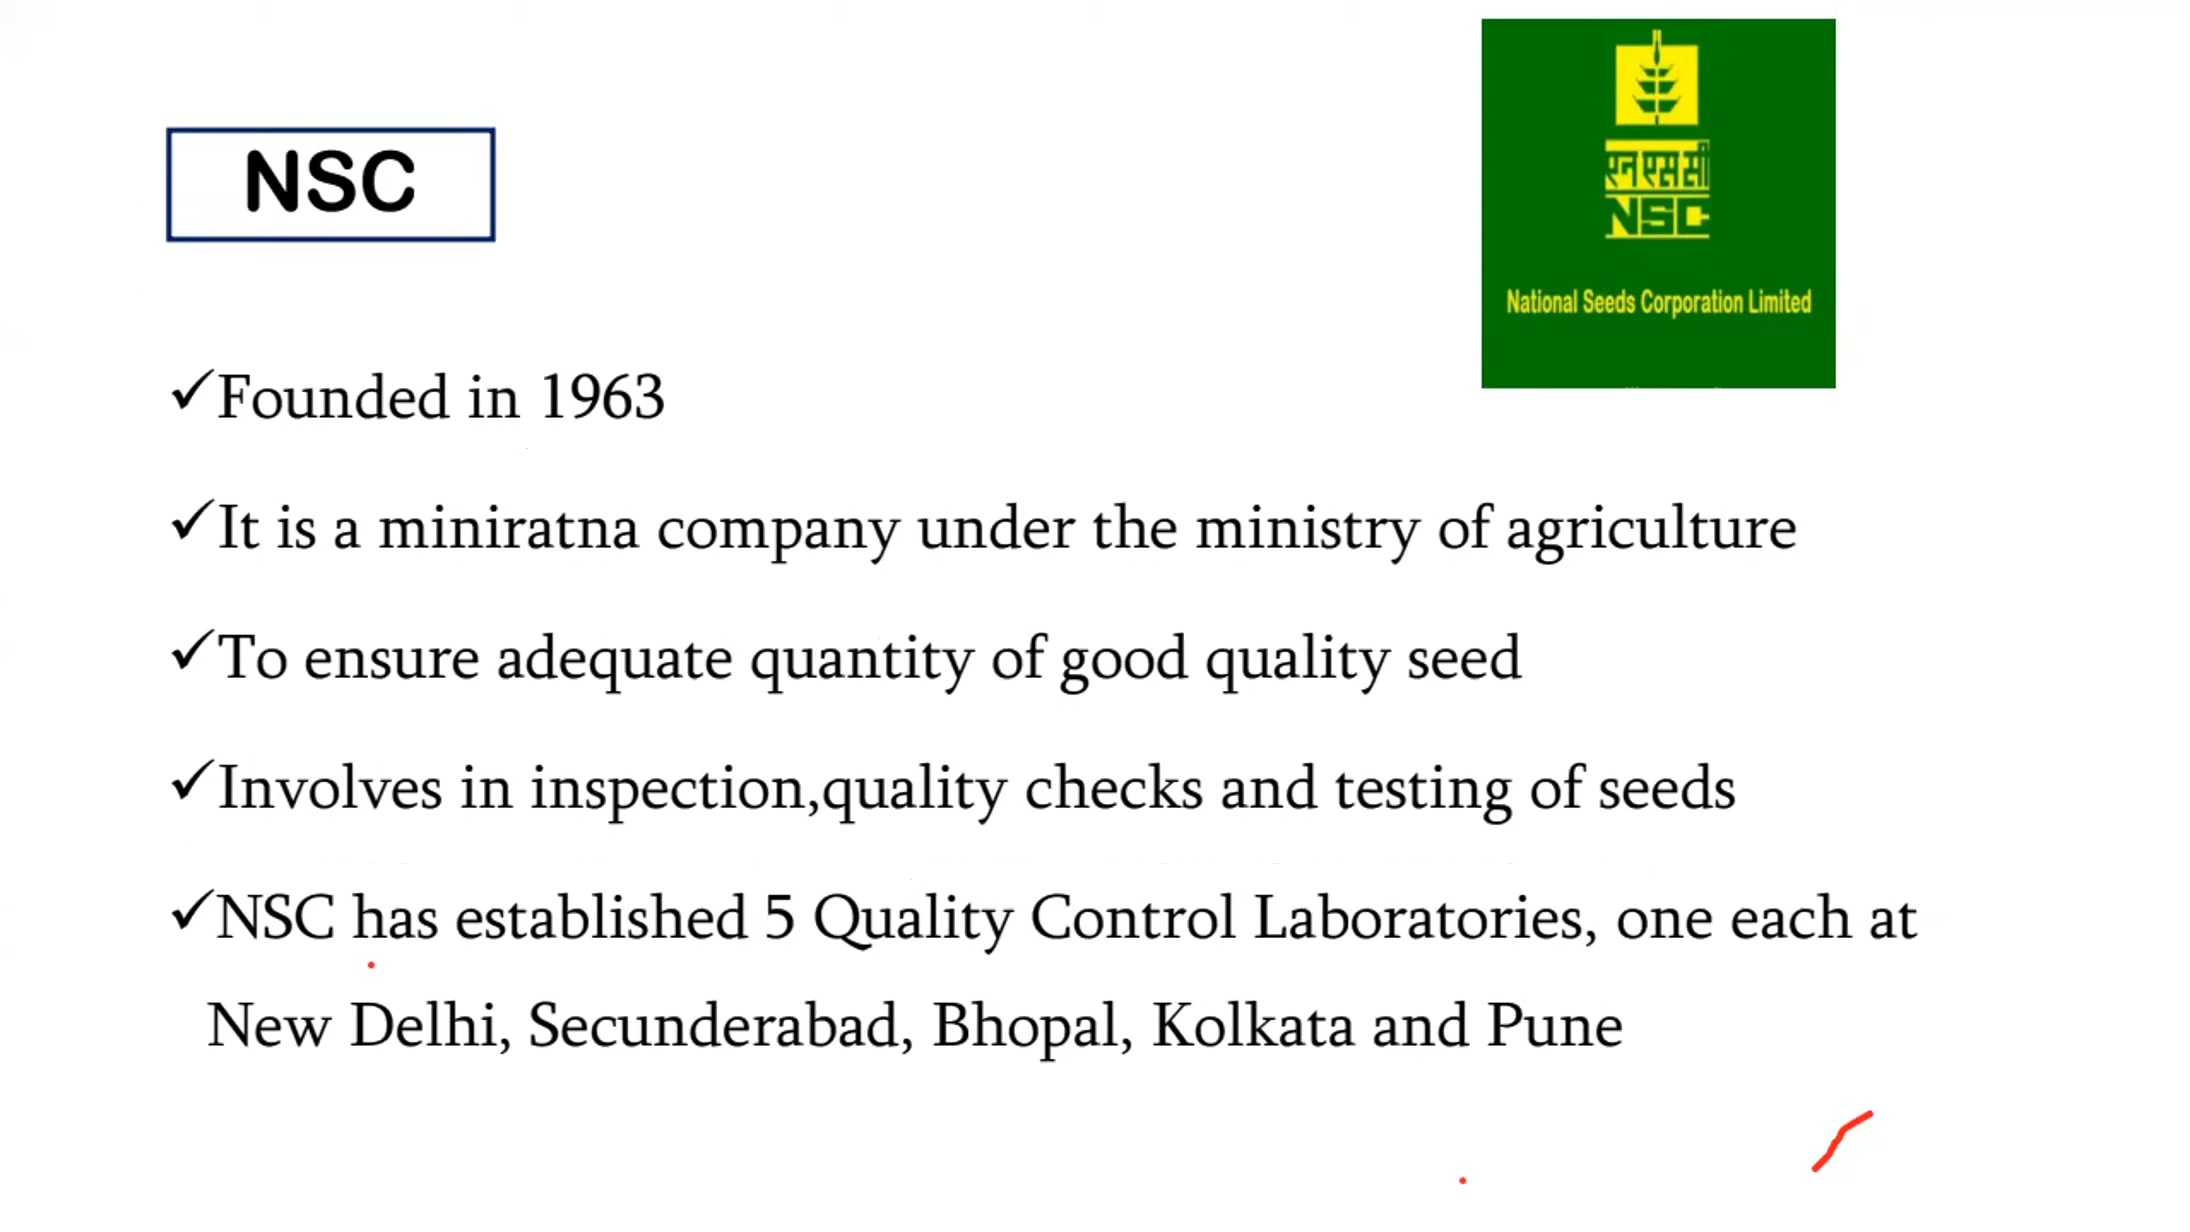 NSC
एन एस सी
NSC
National Seeds Corporation Limited
✓Founded in 1963
✓It is a miniratna company under the ministry of agriculture
✓To ensure adequate quantity of good quality seed
✓Involves in inspection,quality checks and testing of seeds
✓NSC has established 5 Quality Control Laboratories, one each at
New Delhi, Secunderabad, Bhopal, Kolkata and Pune